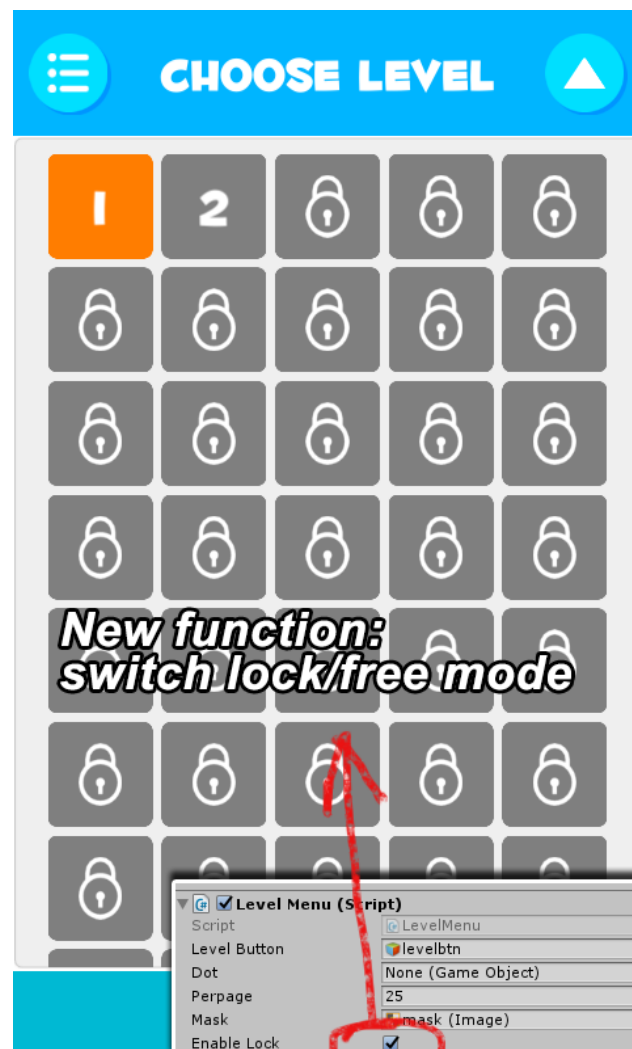 CHOOSE LEVEL
1
2
New function:
switch lock/free mode
Level Menu (Script)
Script LevelMenu
Level Button levelbtn
Dot None (Game Object)
Perpage 25
Mask mask (Image)
Enable Lock